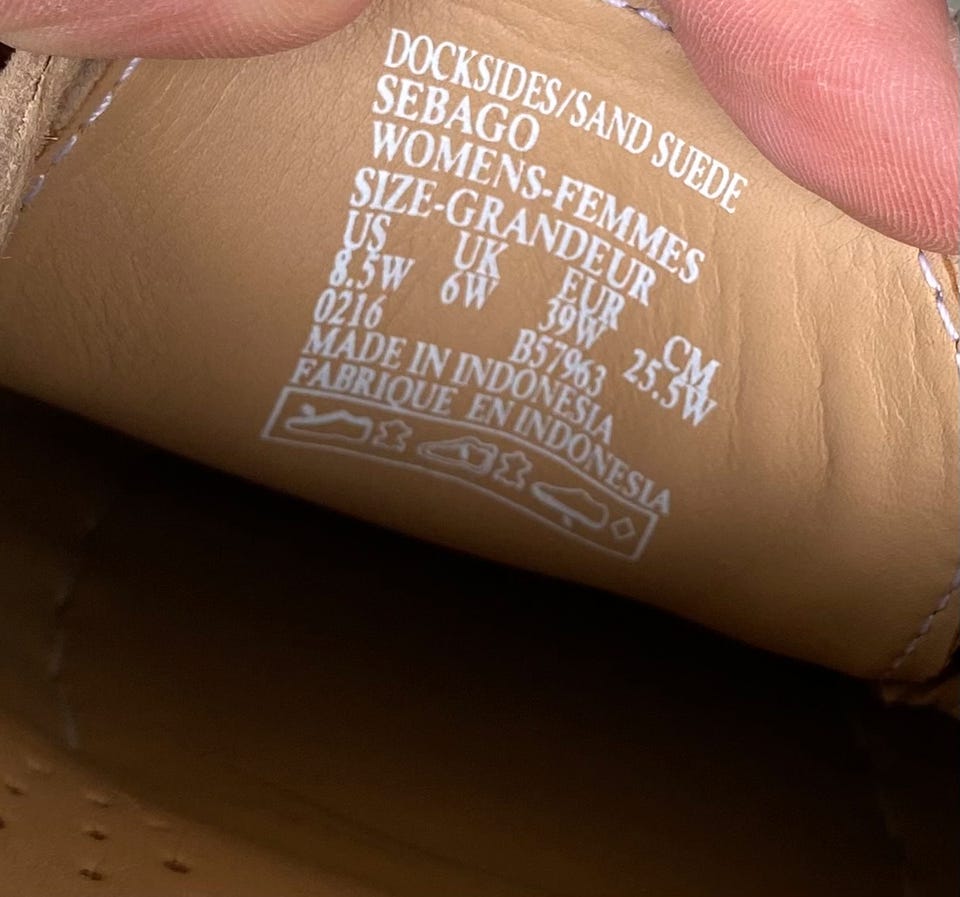 DOCKSIDES/SAND SUEDE
SEBAGO
WOMENS-FEMMES
SIZE-GRANDEUR
US UK EUR CM
8.5W 6W 39W 25.5W
0216 B57963
MADE IN INDONESIA
FABRIQUE EN INDONESIA